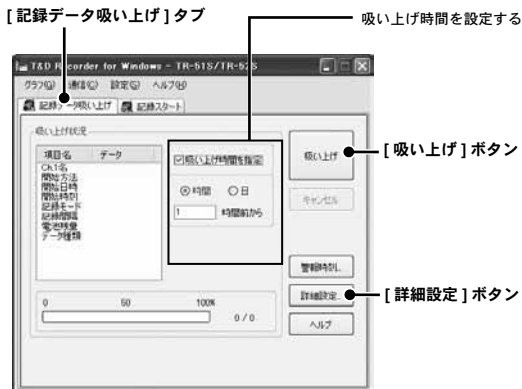 [ 記録データ吸い上げ ] タブ
吸い上げ時間を設定する
T&D Recorder for Windows - TR-51S/TR-52S
グラフ(G) 通信(C) 設定(S) ヘルプ(H)
記録データ吸い上げ 記録スタート
吸い上げ状況
項目名 データ
Ch.1名
開始方法
開始日時
開始時刻
記録モード
記録間隔
電池残量
データ種類
吸い上げ時間を指定
時間 日
1 時間前から
吸い上げ
[ 吸い上げ ] ボタン
キャンセル
警報時刻...
詳細設定...
[ 詳細設定 ] ボタン
ヘルプ
0 50 100%
0 / 0